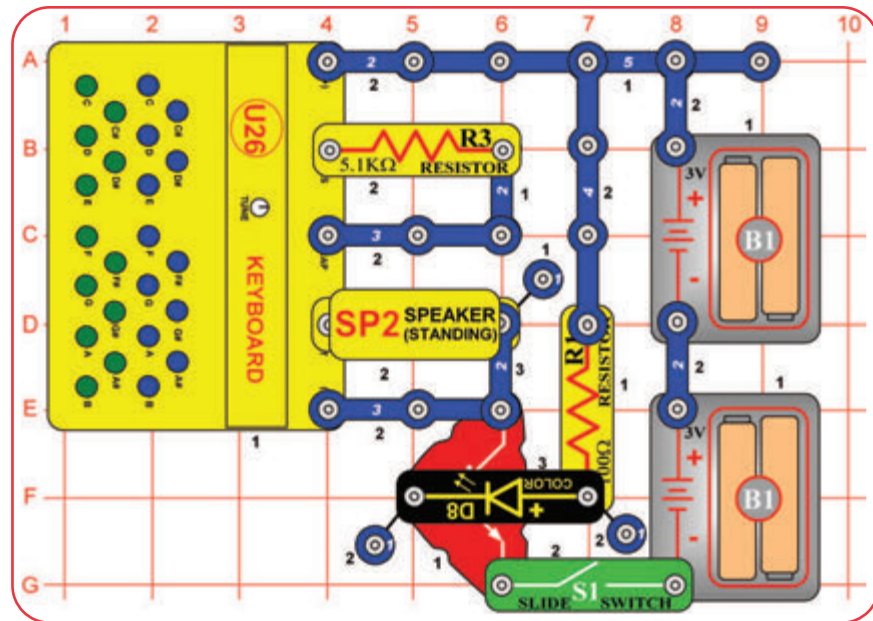 1 2 3 4 5 6 7 8 9 10
A
B
C
D
E
F
G
U26
TUNE
KEYBOARD
C C# D D# E F F# G G# A A# B
C C# D D# E F F# G G# A A# B
1
2
2
5
1
2
2
R3
5.1KΩ RESISTOR
2
2
1
3
2
4
2
1
1
SP2 SPEAKER
(STANDING)
2
2
3
3
2
R1
RESISTOR
100Ω
1
3V
+
-
B1
1
2
2
3V
+
-
B1
1
COLOR
D8
+
3
1
2
1
2
1
2
S1
SLIDE SWITCH